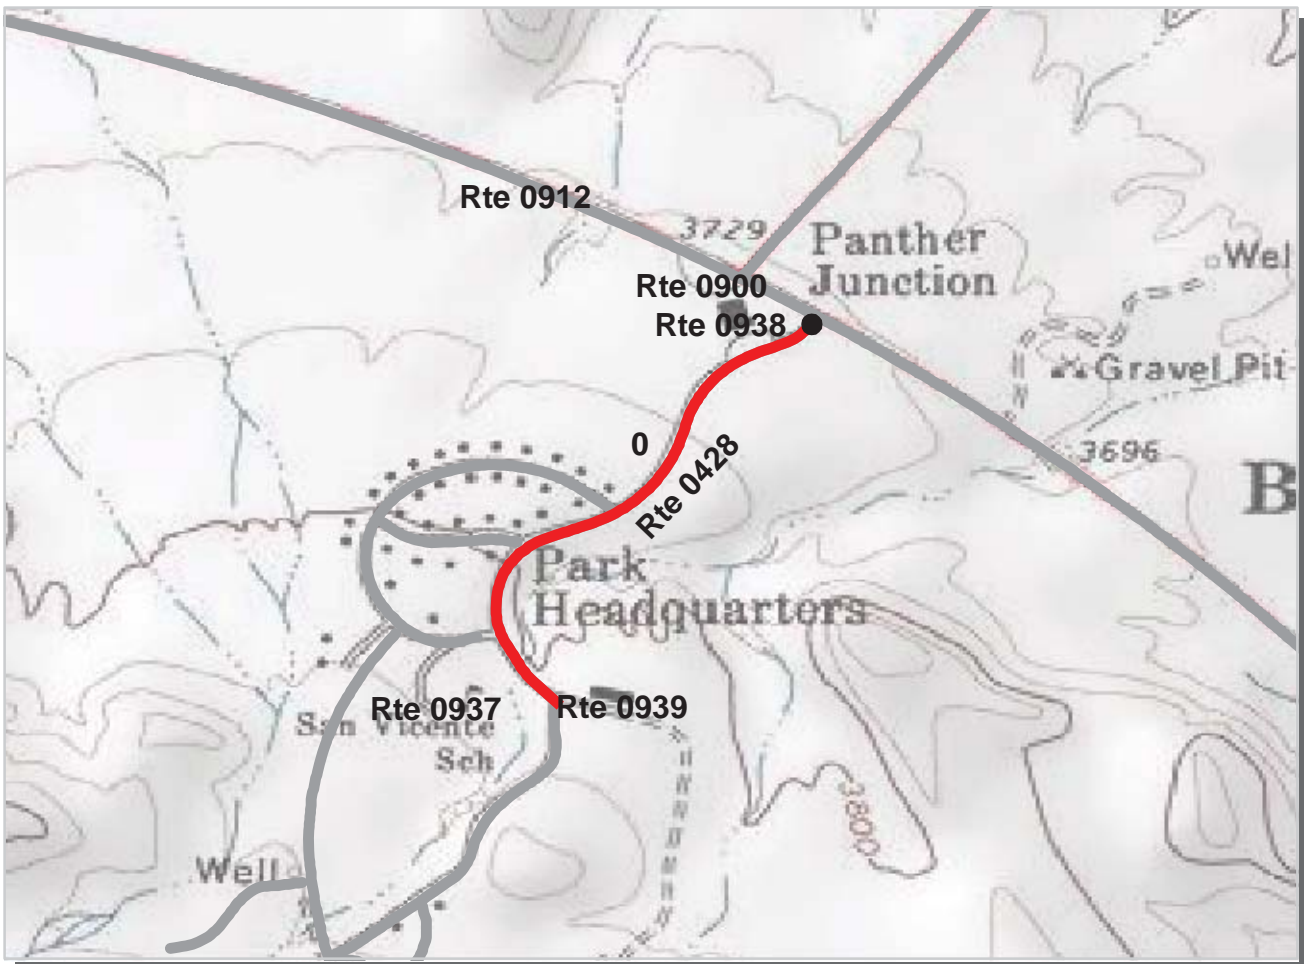 Rte 0912
3729
Panther
Junction
Wel
Rte 0900
Rte 0938
Gravel Pit
0
Rte 0428
3696
B
Park
Headquarters
Rte 0937
Rte 0939
San Vicente
Sch
3800
Well